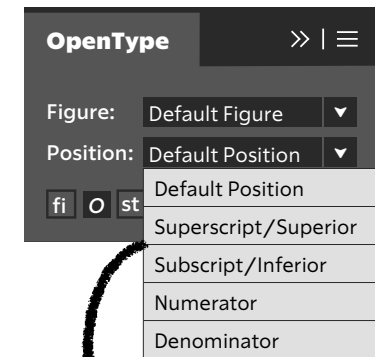 OpenType
Figure: Default Figure
Position: Default Position
fi O st
Default Position
Superscript/Superior
Subscript/Inferior
Numerator
Denominator